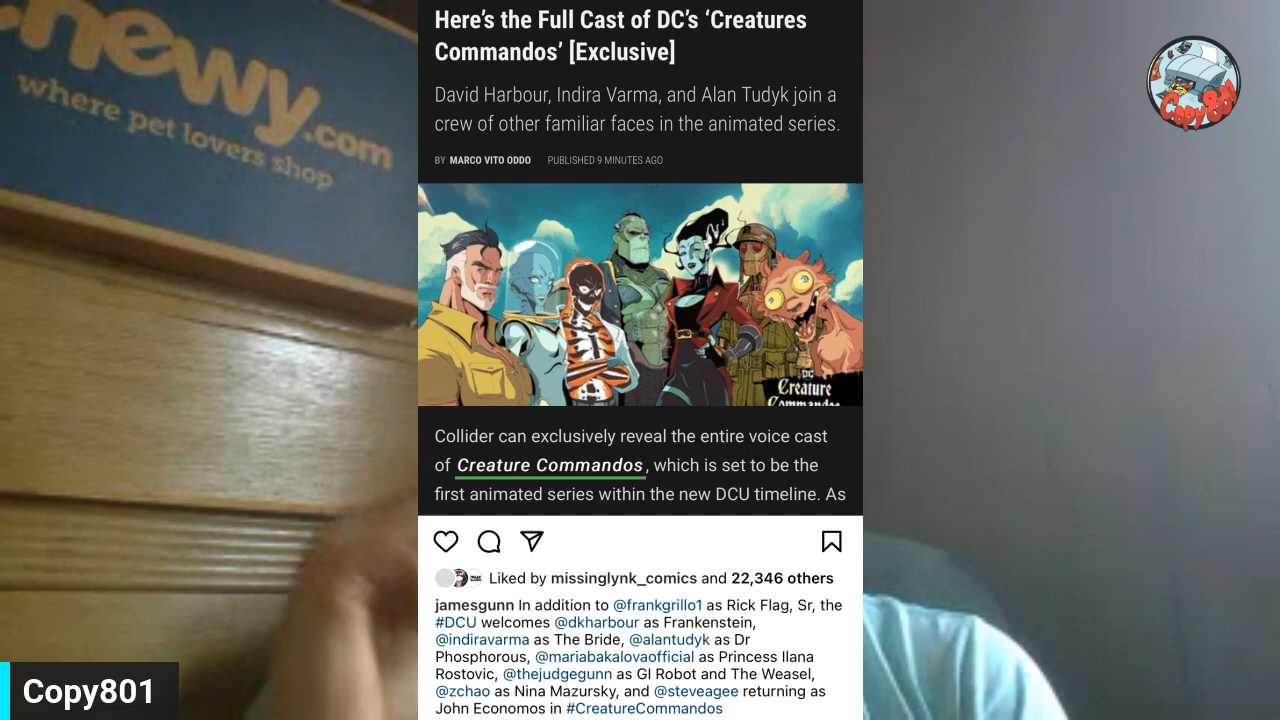 newy.com
where pet lovers shop
Here's the Full Cast of DC's ‘Creatures
Commandos’ [Exclusive]
David Harbour, Indira Varma, and Alan Tudyk join a
crew of other familiar faces in the animated series.
BY MARCO VITO ODDO PUBLISHED 9 MINUTES AGO
DC
Creature
Commandos
Collider can exclusively reveal the entire voice cast
of Creature Commandos, which is set to be the
first animated series within the new DCU timeline. As
Liked by missinglynk_comics and 22,346 others
jamesgunn In addition to @frankgrillo1 as Rick Flag, Sr, the
#DCU welcomes @dkharbour as Frankenstein,
@indiravarma as The Bride, @alantudyk as Dr
Phosphorous, @mariabakalovaofficial as Princess Ilana
Rostovic, @thejudgegunn as GI Robot and The Weasel,
@zchao as Nina Mazursky, and @steveagee returning as
John Economos in #CreatureCommandos
Copy801
Copy801